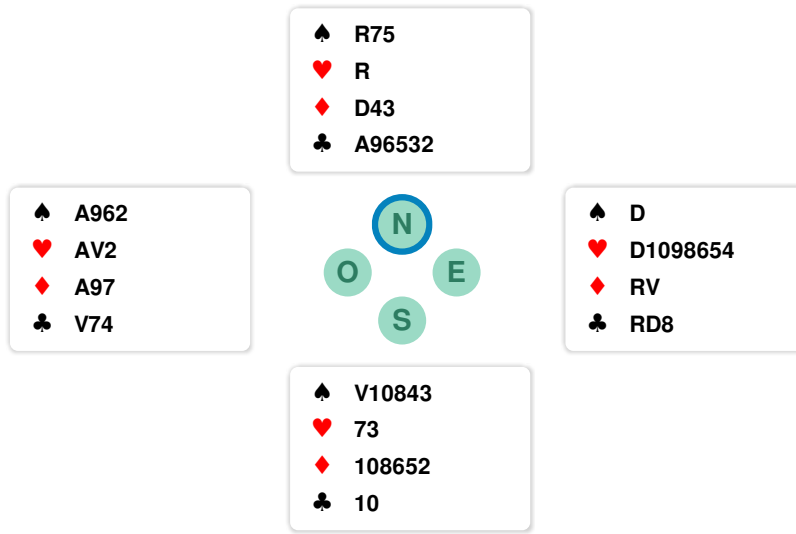 ♠ R75
♥ R
♦ D43
♣ A96532
♠ A962
♥ AV2
♦ A97
♣ V74
N
O E
S
♠ D
♥ D1098654
♦ RV
♣ RD8
♠ V10843
♥ 73
♦ 108652
♣ 10